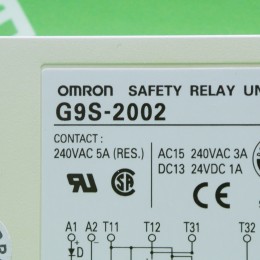 OMRON SAFETY RELAY UN
G9S-2002
CONTACT :
240VAC 5A (RES.)
AC15 240VAC 3A
DC13 24VDC 1A
A1 A2 T11 T12 T31 T32
D